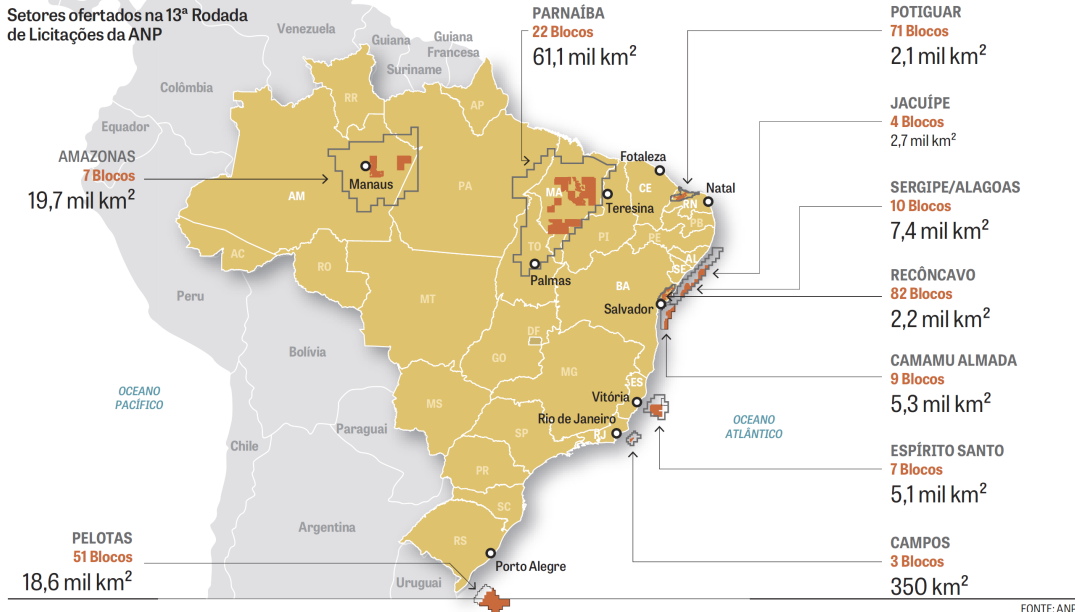 Setores ofertados na 13ª Rodada
de Licitações da ANP
PARNAÍBA
22 Blocos
61,1 mil km²
POTIGUAR
71 Blocos
2,1 mil km²
JACUÍPE
4 Blocos
2,7 mil km²
SERGIPE/ALAGOAS
10 Blocos
7,4 mil km²
RECÔNCAVO
82 Blocos
2,2 mil km²
CAMAMU ALMADA
9 Blocos
5,3 mil km²
ESPÍRITO SANTO
7 Blocos
5,1 mil km²
CAMPOS
3 Blocos
350 km²
AMAZONAS
7 Blocos
19,7 mil km²
PELOTAS
51 Blocos
18,6 mil km²
Venezuela
Guiana
Guiana
Francesa
Suriname
Colômbia
Equador
Peru
Bolívia
Paraguai
Chile
Argentina
Uruguai
OCEANO
PACÍFICO
OCEANO
ATLÂNTICO
RR
AP
AM
PA
MA
CE
RN
PB
PE
PI
AL
SE
BA
TO
AC
RO
MT
DF
GO
MG
ES
MS
SP
RJ
PR
SC
RS
Manaus
Fotaleza
Natal
Teresina
Palmas
Salvador
Vitória
Rio de Janeiro
Porto Alegre
FONTE: ANP